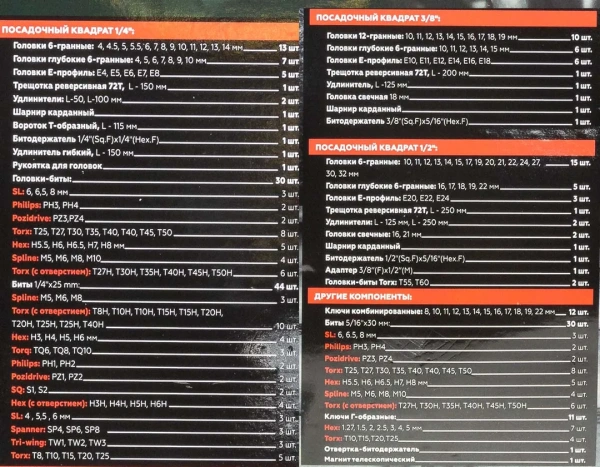 ПОСАДОЧНЫЙ КВАДРАТ 1/4":
Головки 6-гранные: 4, 4.5, 5, 5.5, 6, 7, 8, 9, 10, 11, 12, 13, 14 мм 13 шт.
Головки глубокие 6-гранные: 4, 5, 6, 7, 8, 9, 10 мм 7 шт.
Головки Е-профиль: E4, E5, E6, E7, E8 5 шт.
Трещотка реверсивная 72T, L - 150 мм 1 шт.
Удлинители: L-50, L-100 мм 2 шт.
Шарнир карданный 1 шт.
Вороток Т-образный, L - 115 мм 1 шт.
Битодержатель 1/4"(Sq.F)x1/4"(Hex.F) 1 шт.
Удлинитель гибкий, L - 150 мм 1 шт.
Рукоятка для головок 1 шт.
Головки-биты: 30 шт.
SL: 6, 6.5, 8 мм 3 шт.
Philips: PH3, PH4 2 шт.
Pozidrive: PZ3, PZ4 2 шт.
Torx: T25, T27, T30, T35, T40, T40, T45, T50 8 шт.
Hex: H5.5, H6, H6.5, H7, H8 мм 5 шт.
Spline: M5, M6, M8, M10 4 шт.
Torx (с отверстием): T27H, T30H, T35H, T40H, T45H, T50H 6 шт.
Биты 1/4"x25 mm: 44 шт.
Spline: M5, M6, M8 3 шт.
Torx (с отверстием): T8H, T10H, T10H, T15H, T15H, T20H,
T20H, T25H, T25H, T40H 10 шт.
Hex: H3, H4, H5, H6 мм 4 шт.
Torq: TQ6, TQ8, TQ10 3 шт.
Philips: PH1, PH2 2 шт.
Pozidrive: PZ1, PZ2 2 шт.
SQ: S1, S2 2 шт.
Hex (с отверстием): H3H, H4H, H5H, H6H 4 шт.
SL: 4, 5,5 , 6 мм 3 шт.
Spanner: SP4, SP6, SP8 3 шт.
Tri-wing: TW1, TW2, TW3 3 шт.
Torx: T8, T10, T15, T20, T25 5 шт.
ПОСАДОЧНЫЙ КВАДРАТ 3/8":
Головки 12-гранные: 10, 11, 12, 13, 14, 15, 16, 17, 18, 19 мм 10 шт.
Головки глубокие 6-гранные: 10, 11, 12, 13, 14, 15 мм 6 шт.
Головки Е-профиль: E10, E11, E12, E14, E16, E18 6 шт.
Трещотка реверсивная 72T, L - 200 мм 1 шт.
Удлинитель, L -125 мм 1 шт.
Головка свечная 18 мм 1 шт.
Шарнир карданный 1 шт.
Битодержатель 3/8"(Sq.F)x5/16"(Hex.F) 1 шт.
ПОСАДОЧНЫЙ КВАДРАТ 1/2":
Головки 6-гранные: 10, 11, 12, 13, 14, 15, 17, 19, 20, 21, 22, 24, 27, 15 шт.
30, 32 мм
Головки глубокие 6-гранные: 16, 17, 18, 19, 22 мм 5 шт.
Головки Е-профиль: E20, E22, E24 3 шт.
Трещотка реверсивная 72T, L - 250 мм 1 шт.
Удлинители: L - 125 мм, L - 250 мм 2 шт.
Головки свечные: 16, 21 мм 2 шт.
Шарнир карданный 1 шт.
Битодержатель 1/2"(Sq.F)x5/16"(Hex.F) 1 шт.
Адаптер 3/8"(F)x1/2"(M) 1 шт.
Головки-биты Torx: T55, T60 2 шт.
ДРУГИЕ КОМПОНЕНТЫ:
Ключи комбинированные: 8, 10, 11, 12, 13, 14, 15, 16, 17, 18, 19, 22 мм 12 шт.
Биты 5/16"x30 мм: 30 шт.
SL: 6, 6.5, 8 мм 3 шт.
Philips: PH3, PH4 2 шт.
Pozidrive: PZ3, PZ4 2 шт.
Torx: T25, T27, T30, T35, T40, T40, T45, T50 8 шт.
Hex: H5.5, H6, H6.5, H7, H8 мм 5 шт.
Spline: M5, M6, M8, M10 4 шт.
Torx (с отверстием): T27H, T30H, T35H, T40H, T45H, T50H 6 шт.
Ключи Г-образные: 11 шт.
Hex: 1.27, 1.5, 2, 2.5, 3, 4, 5 мм 7 шт.
Torx: T10, T15, T20, T25 4 шт.
Отвертка-битодержатель 1 шт.
Магнит телескопический 1 шт.